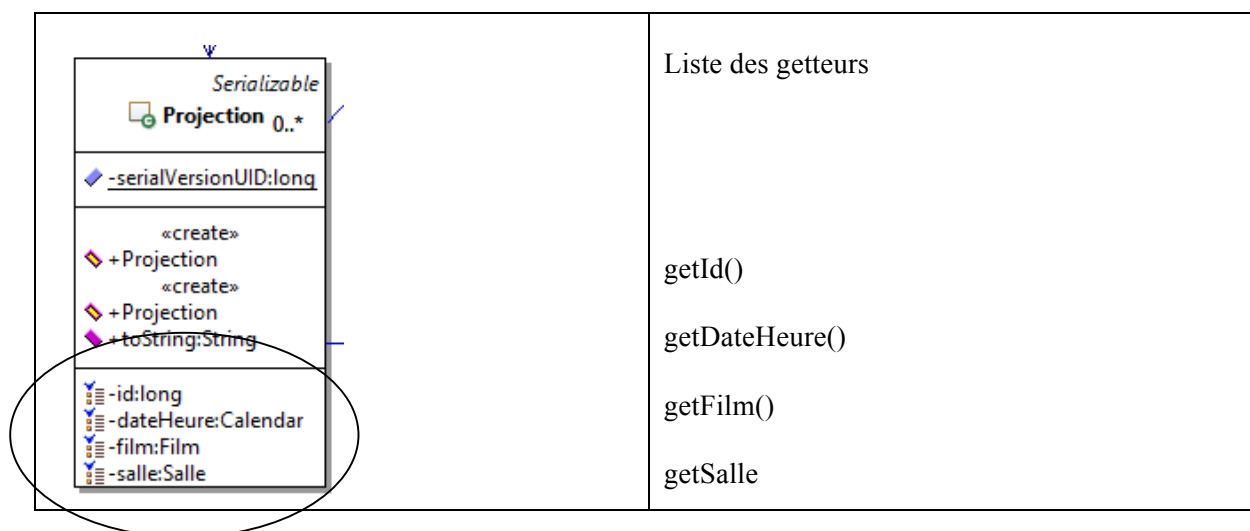 Serializable
Projection 0..*
-serialVersionUID:long
«create»
+Projection
«create»
+Projection
+toString:String
-id:long
-dateHeure:Calendar
-film:Film
-salle:Salle
Liste des getteurs
getId()
getDateHeure()
getFilm()
getSalle